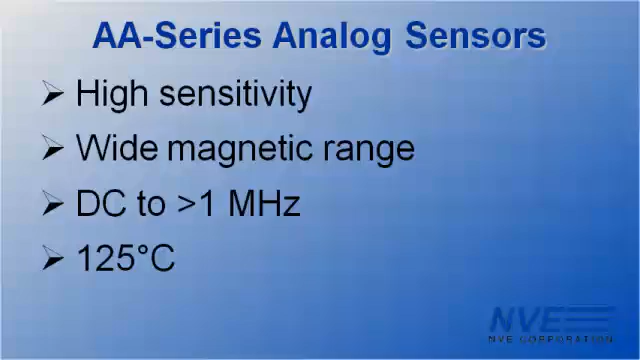 AA-Series Analog Sensors
➢ High sensitivity
➢ Wide magnetic range
➢ DC to >1 MHz
➢ 125°C
NVE
NVE CORPORATION